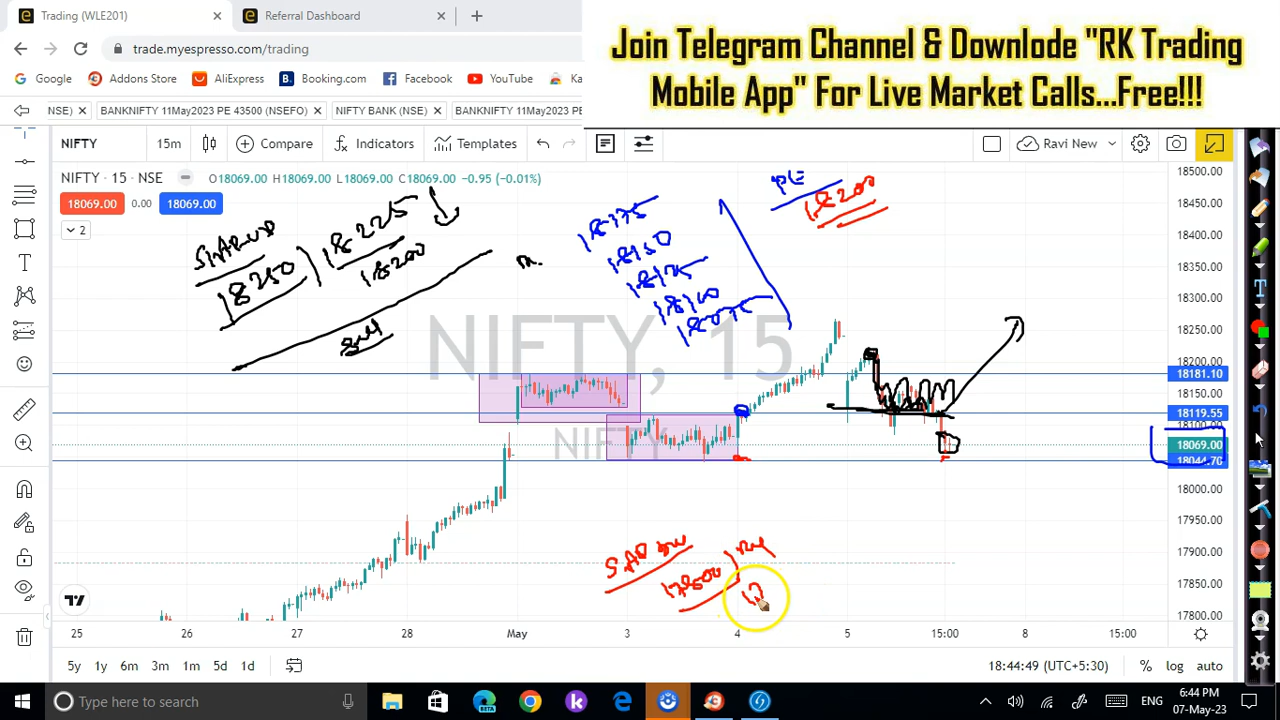 Trading (WLE201)
Referral Dashboard
Join Telegram Channel & Downlode "RK Trading
Mobile App" For Live Market Calls...Free!!!
trade.myespresso.com/trading
Google
Addons Store
AliExpress
Booking.com
Facebook
YouTube
Ka
NSE)
BANKNIFTY 11May2023 PE 43500 (NSEFO)
NIFTY BANK (NSE)
BANKNIFTY 11May2023 PE
NIFTY
15m
Compare
Indicators
Templates
Ravi New
NIFTY · 15 · NSE
O18069.00 H18069.00 L18069.00 C18069.00 −0.95 (−0.01%)
18069.00
0.00
18069.00
2
18250
18225
18200
18175
18150
18200
NIFTY, 15
NIFTY
18500.00
18450.00
18400.00
18350.00
18300.00
18250.00
18200.00
18181.10
18150.00
18119.55
18100.00
18069.00
18044.70
18000.00
17950.00
17900.00
17850.00
17800.00
25
26
27
28
May
3
4
5
15:00
8
15:00
5y
1y
6m
3m
1m
5d
1d
18:44:49 (UTC+5:30)
%
log
auto
Type here to search
BETA
ENG
6:44 PM
07-May-23